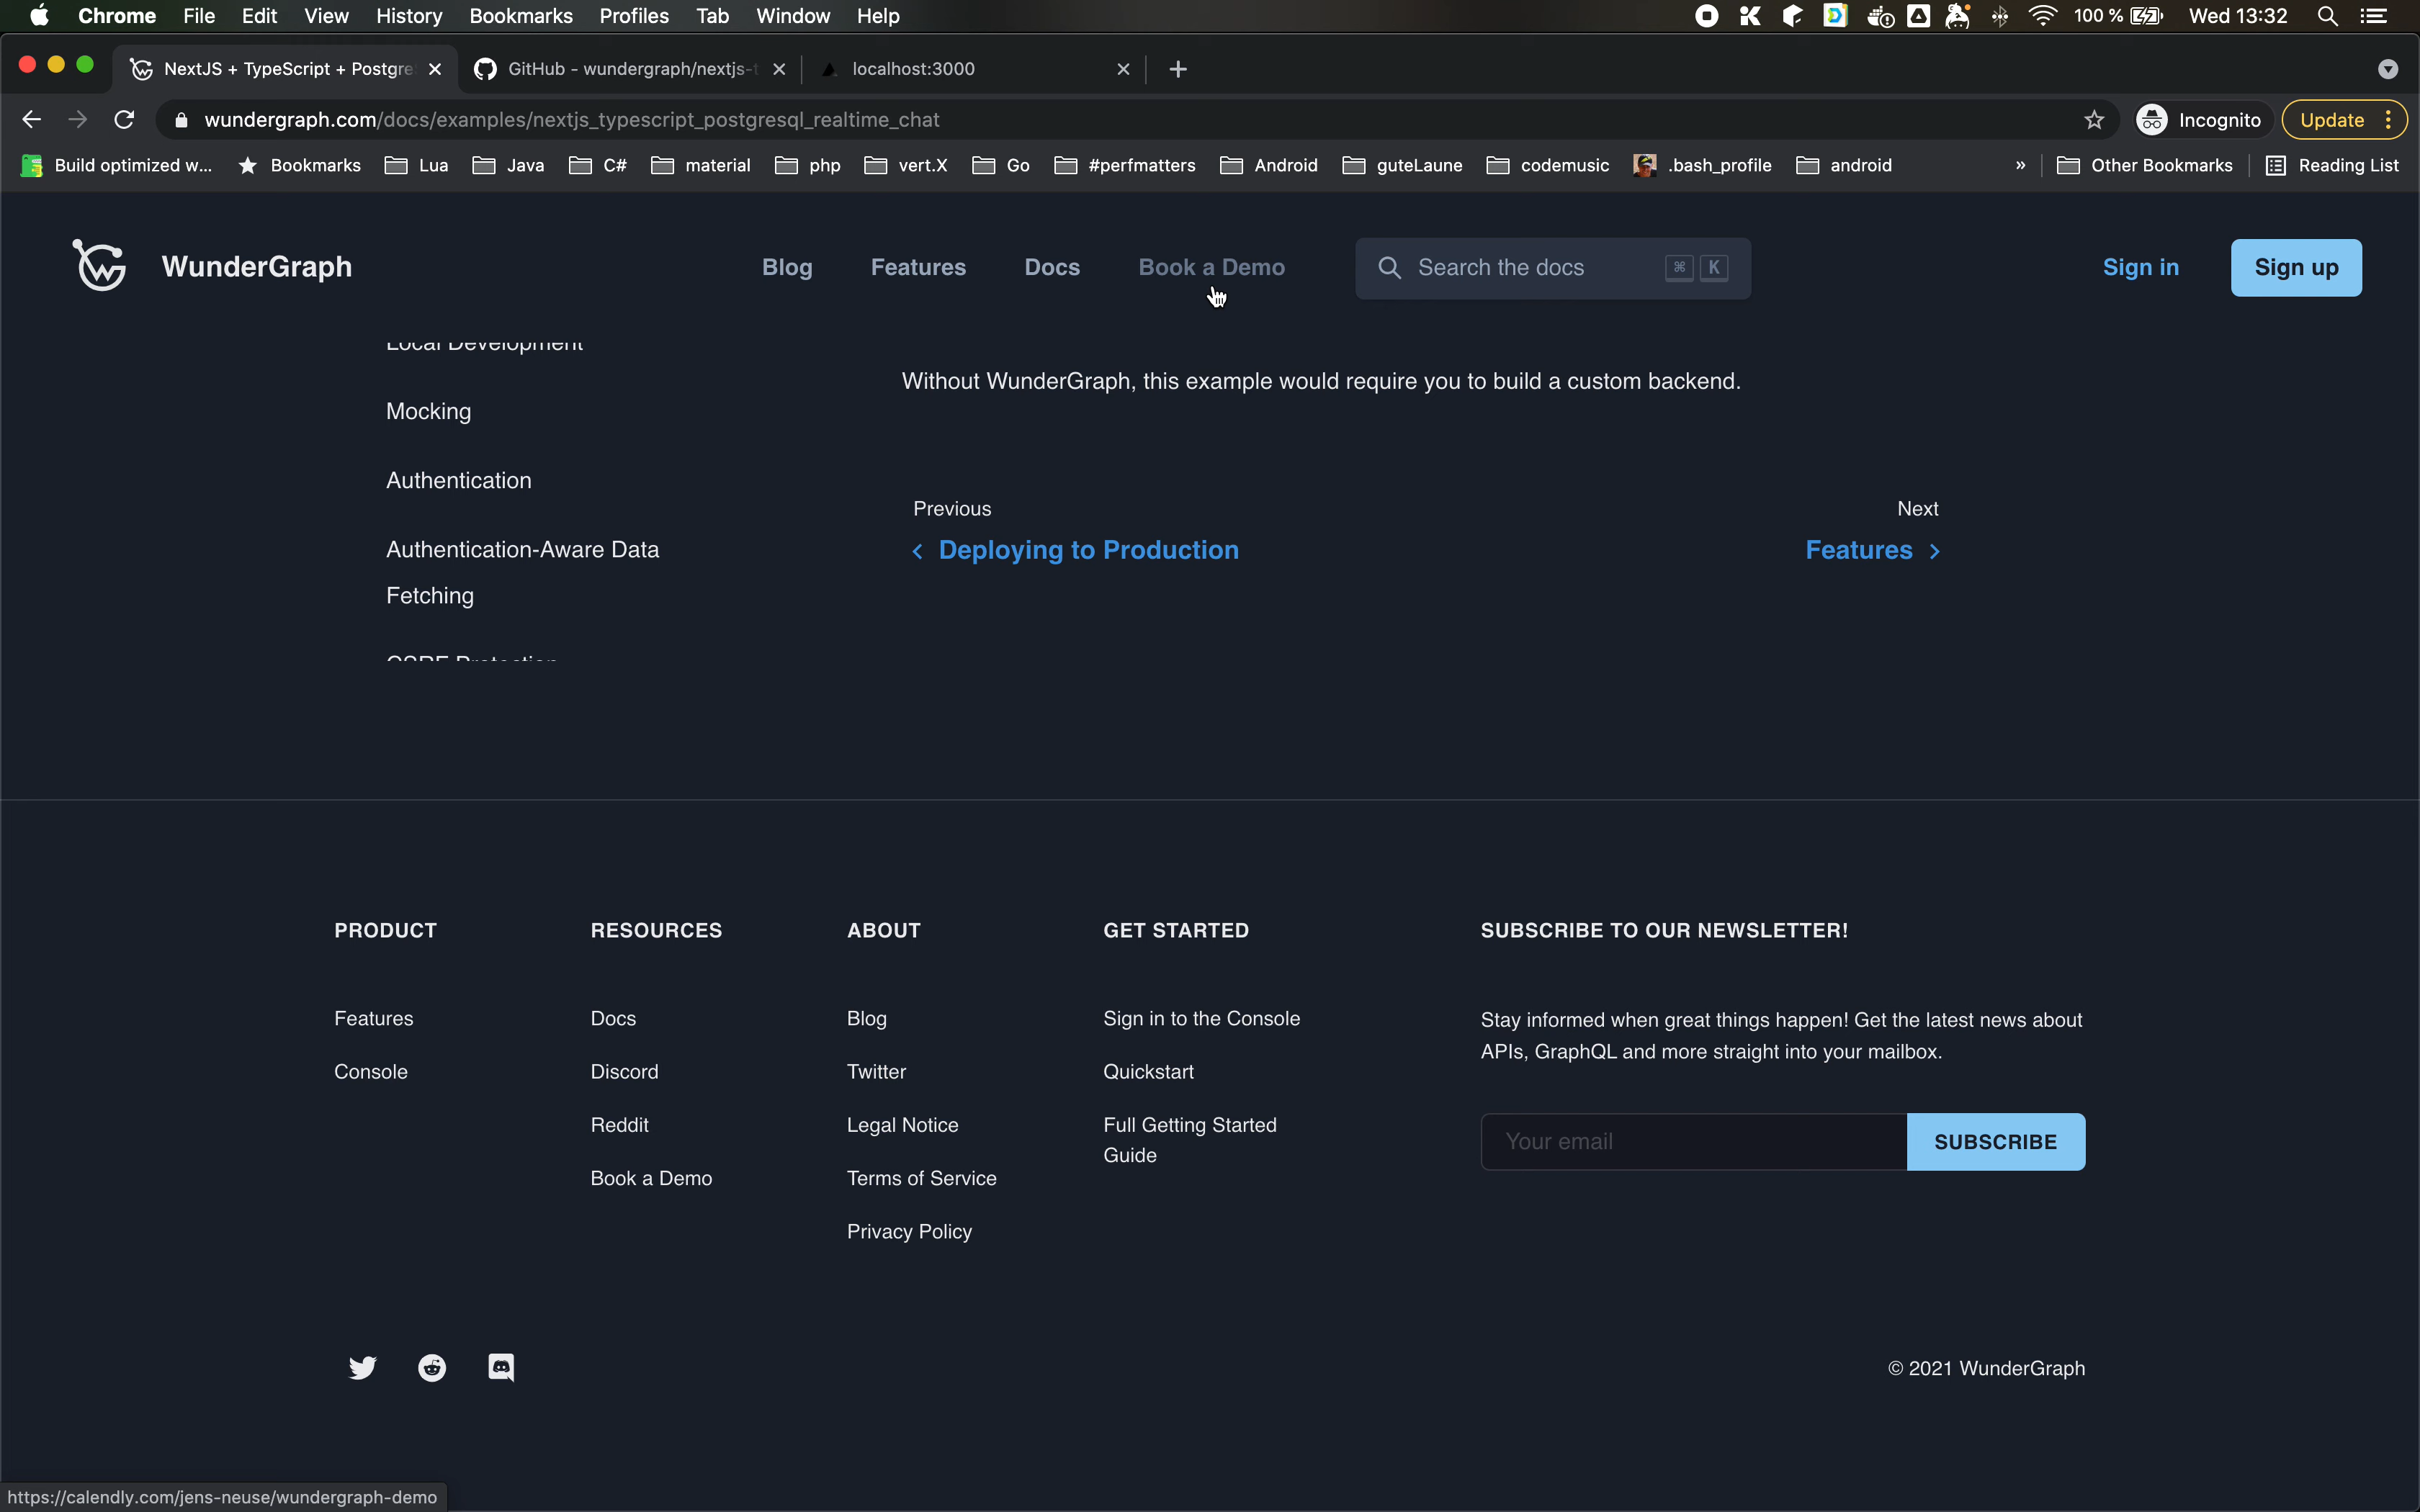 Chrome File Edit View History Bookmarks Profiles Tab Window Help 100 % Wed 13:32
NextJS + TypeScript + Postgre GitHub - wundergraph/nextjs-t localhost:3000
wundergraph.com/docs/examples/nextjs_typescript_postgresql_realtime_chat Incognito Update
Build optimized w... Bookmarks Lua Java C# material php vert.X Go #perfmatters Android guteLaune codemusic .bash_profile android » Other Bookmarks Reading List
WunderGraph Blog Features Docs Book a Demo Search the docs ⌘ K Sign in Sign up
Local Development
Without WunderGraph, this example would require you to build a custom backend.
Mocking
Authentication
Authentication-Aware Data
Fetching
CSRF Protection
Previous
Deploying to Production
Next
Features
PRODUCT
Features
Console
RESOURCES
Docs
Discord
Reddit
Book a Demo
ABOUT
Blog
Twitter
Legal Notice
Terms of Service
Privacy Policy
GET STARTED
Sign in to the Console
Quickstart
Full Getting Started
Guide
SUBSCRIBE TO OUR NEWSLETTER!
Stay informed when great things happen! Get the latest news about
APIs, GraphQL and more straight into your mailbox.
Your email SUBSCRIBE
© 2021 WunderGraph
https://calendly.com/jens-neuse/wundergraph-demo